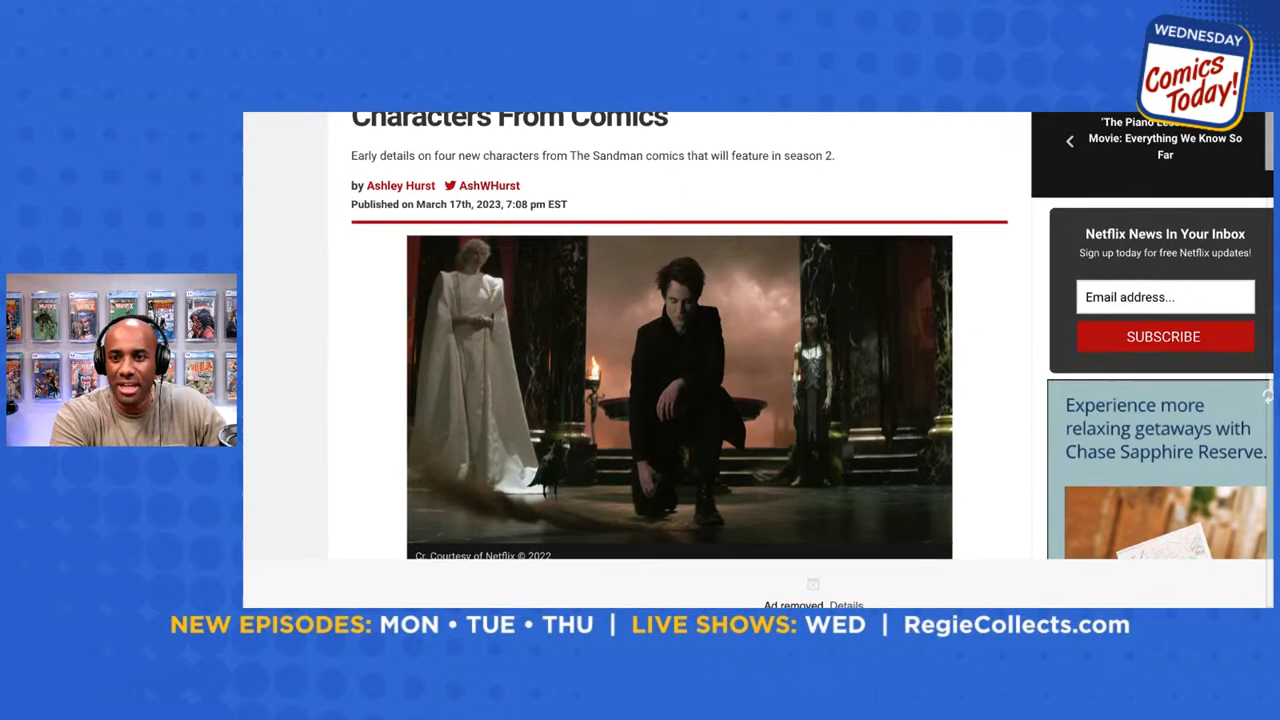 WEDNESDAY
Comics
Today!
Characters From Comics
Early details on four new characters from The Sandman comics that will feature in season 2.
by Ashley Hurst AshWHurst
Published on March 17th, 2023, 7:08 pm EST
Cr. Courtesy of Netflix © 2022
'The Piano
Movie: Everything We Know So
Far
Netflix News In Your Inbox
Sign up today for free Netflix updates!
Email address...
SUBSCRIBE
Experience more
relaxing getaways with
Chase Sapphire Reserve.
Ad removed. Details
NEW EPISODES: MON • TUE • THU | LIVE SHOWS: WED | RegieCollects.com